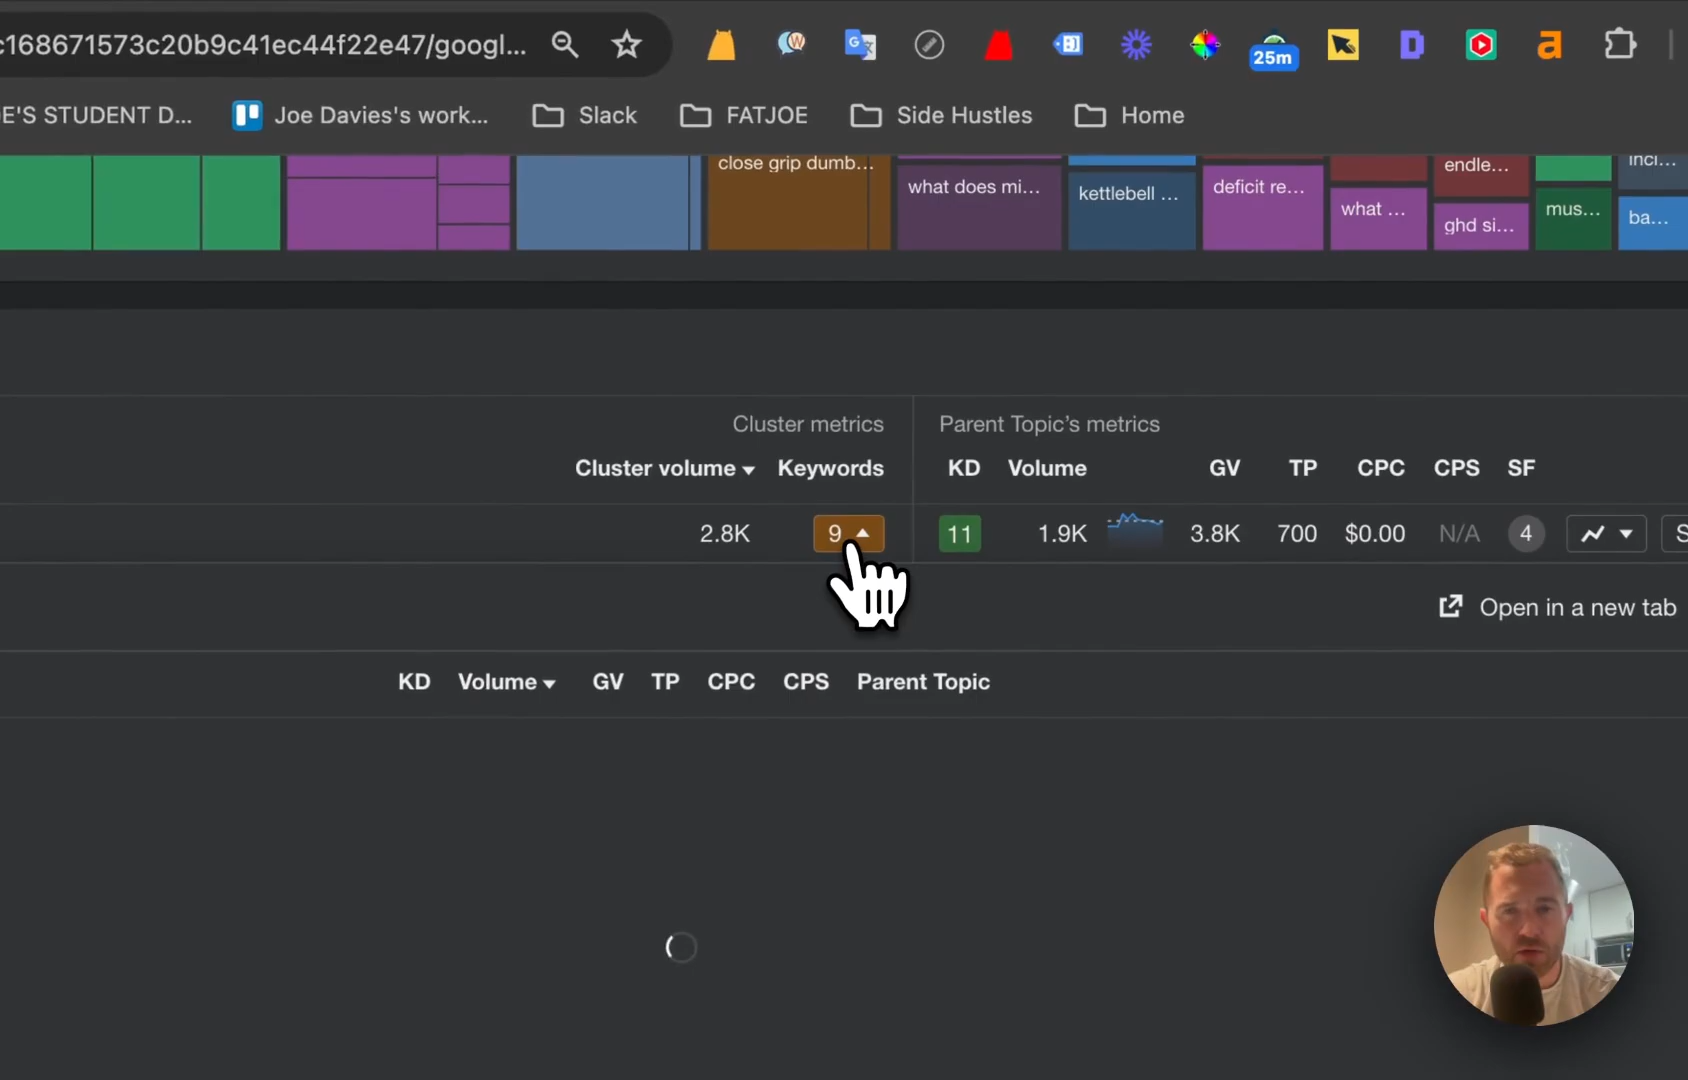 c168671573c20b9c41ec44f22e47/googl...
25m
E'S STUDENT D...
Joe Davies's work...
Slack
FATJOE
Side Hustles
Home
close grip dumb...
what does mi...
kettlebell ...
deficit re...
what ...
endle...
ghd si...
mus...
incl...
ba...
Cluster metrics
Parent Topic's metrics
Cluster volume
Keywords
KD
Volume
GV
TP
CPC
CPS
SF
2.8K
9
11
1.9K
3.8K
700
$0.00
N/A
4
S
Open in a new tab
KD
Volume
GV
TP
CPC
CPS
Parent Topic